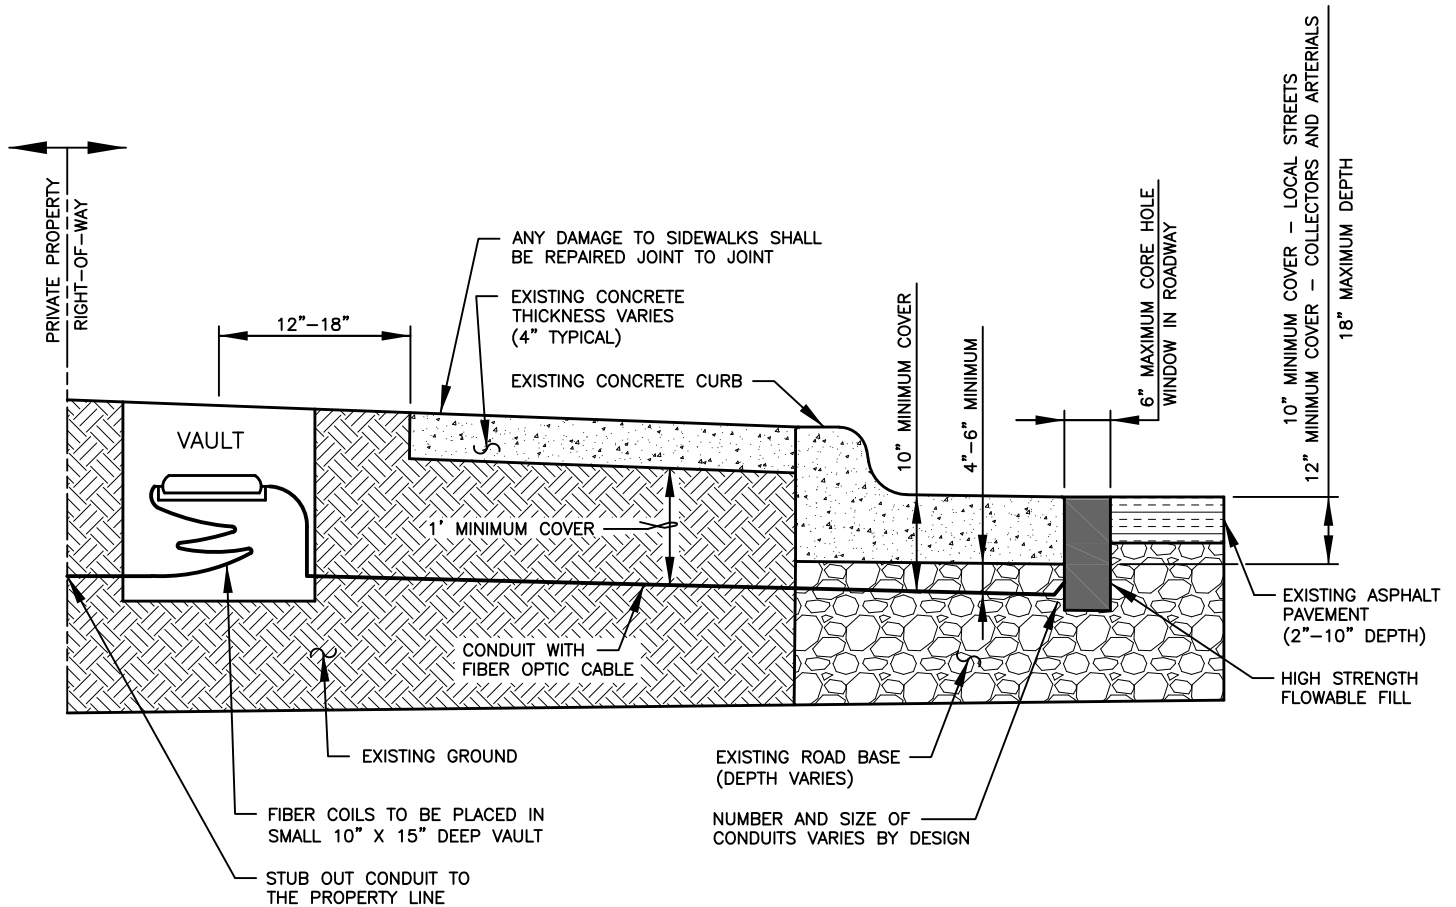 PRIVATE PROPERTY
RIGHT-OF-WAY
12"-18"
ANY DAMAGE TO SIDEWALKS SHALL
BE REPAIRED JOINT TO JOINT
EXISTING CONCRETE
THICKNESS VARIES
(4" TYPICAL)
EXISTING CONCRETE CURB
10" MINIMUM COVER
4"-6" MINIMUM
6" MAXIMUM CORE HOLE
WINDOW IN ROADWAY
10" MINIMUM COVER - LOCAL STREETS
12" MINIMUM COVER - COLLECTORS AND ARTERIALS
18" MAXIMUM DEPTH
VAULT
1' MINIMUM COVER
CONDUIT WITH
FIBER OPTIC CABLE
EXISTING ASPHALT
PAVEMENT
(2"-10" DEPTH)
HIGH STRENGTH
FLOWABLE FILL
EXISTING GROUND
EXISTING ROAD BASE
(DEPTH VARIES)
FIBER COILS TO BE PLACED IN
SMALL 10" X 15" DEEP VAULT
NUMBER AND SIZE OF
CONDUITS VARIES BY DESIGN
STUB OUT CONDUIT TO
THE PROPERTY LINE